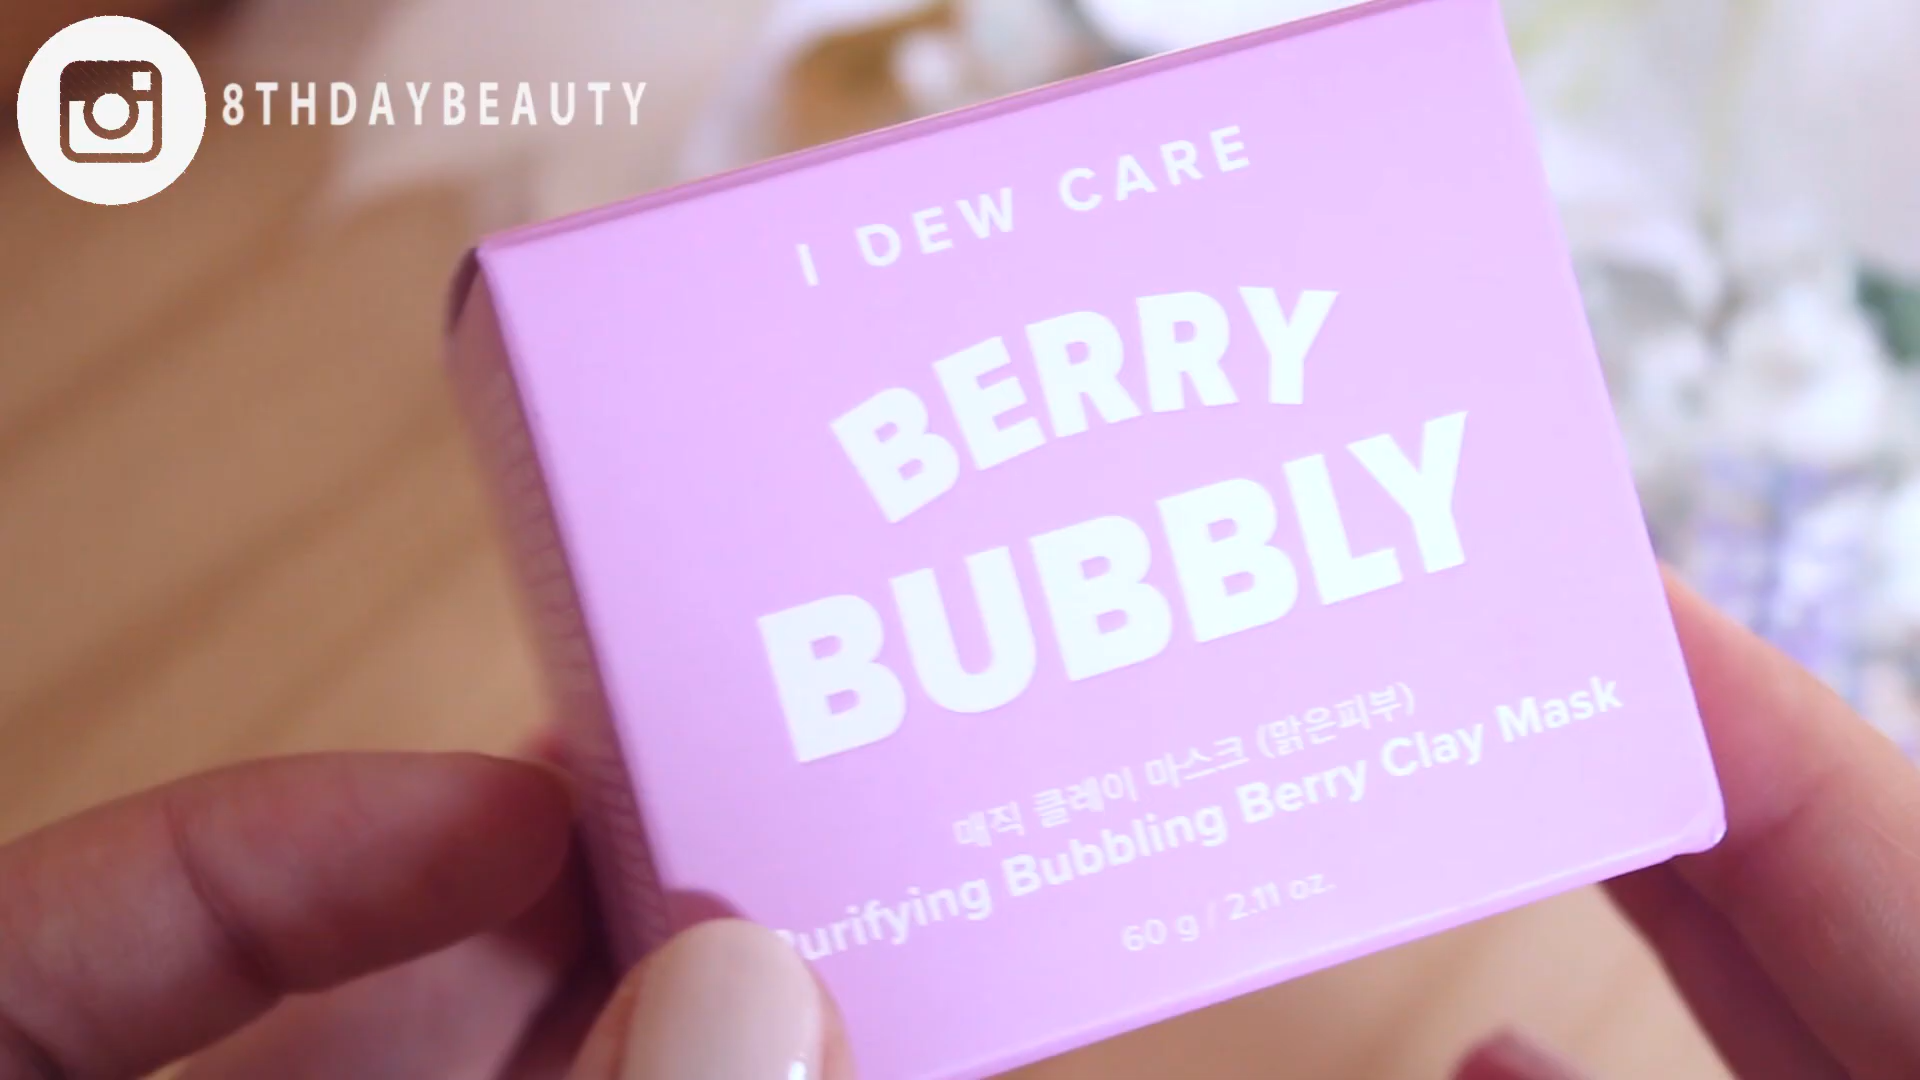 8THDAYBEAUTY
I DEW CARE
BERRY
BUBBLY
매직 클레이 마스크 (맑은피부)
Purifying Bubbling Berry Clay Mask
60 g / 2.11 oz.